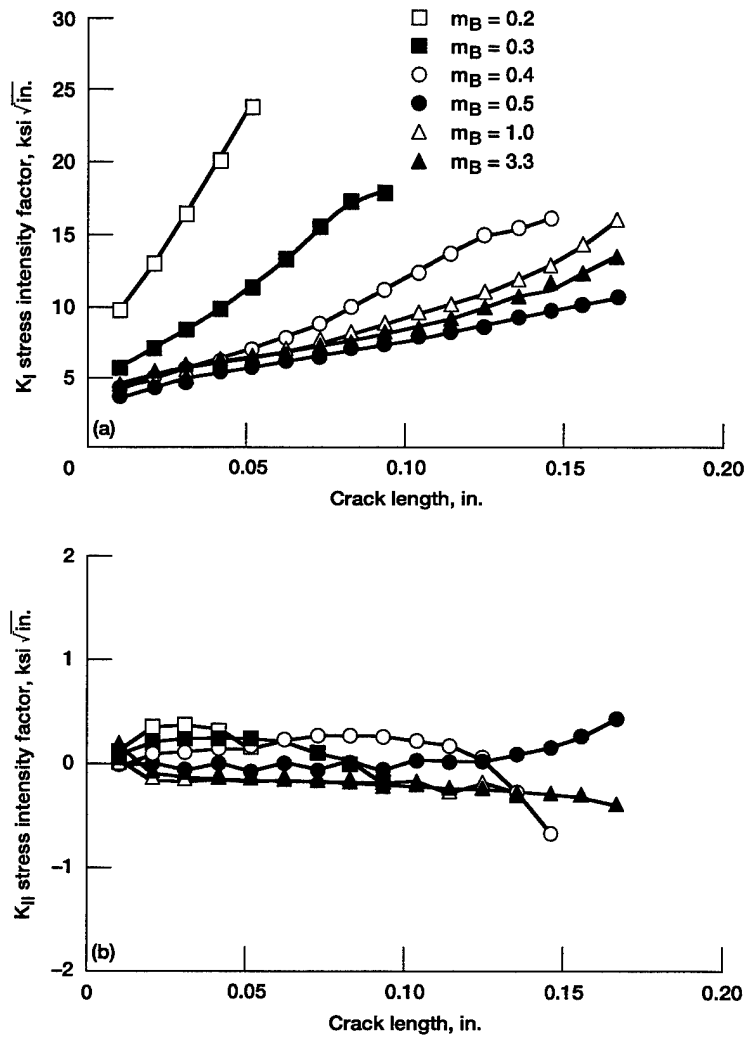 30
25
20
15
10
5
0
K_I stress intensity factor, ksi √in.
m_B = 0.2
m_B = 0.3
m_B = 0.4
m_B = 0.5
m_B = 1.0
m_B = 3.3
(a)
0.05 0.10 0.15 0.20
Crack length, in.
2
1
0
–1
–2
K_II stress intensity factor, ksi √in.
(b)
0 0.05 0.10 0.15 0.20
Crack length, in.